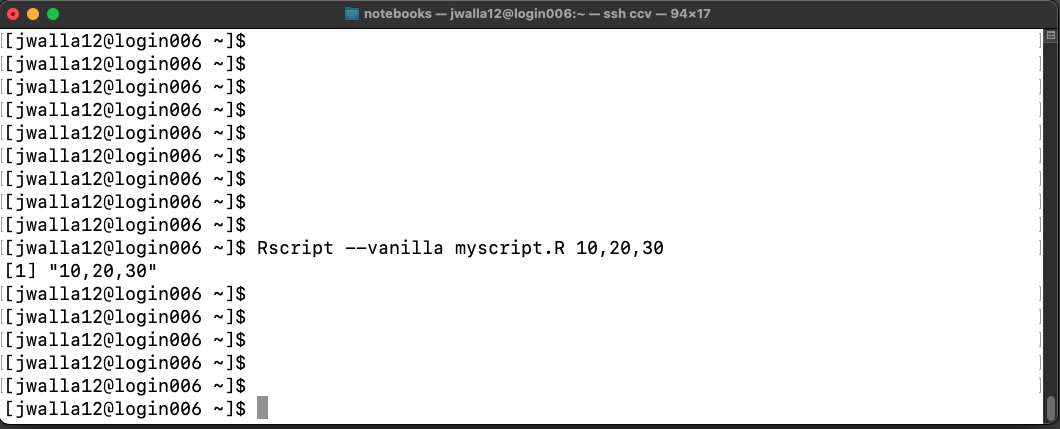 notebooks — jwalla12@login006:~ — ssh ccv — 94×17
[jwalla12@login006 ~]$
[jwalla12@login006 ~]$
[jwalla12@login006 ~]$
[jwalla12@login006 ~]$
[jwalla12@login006 ~]$
[jwalla12@login006 ~]$
[jwalla12@login006 ~]$
[jwalla12@login006 ~]$
[jwalla12@login006 ~]$
[jwalla12@login006 ~]$ Rscript --vanilla myscript.R 10,20,30
[1] "10,20,30"
[jwalla12@login006 ~]$
[jwalla12@login006 ~]$
[jwalla12@login006 ~]$
[jwalla12@login006 ~]$
[jwalla12@login006 ~]$
[jwalla12@login006 ~]$